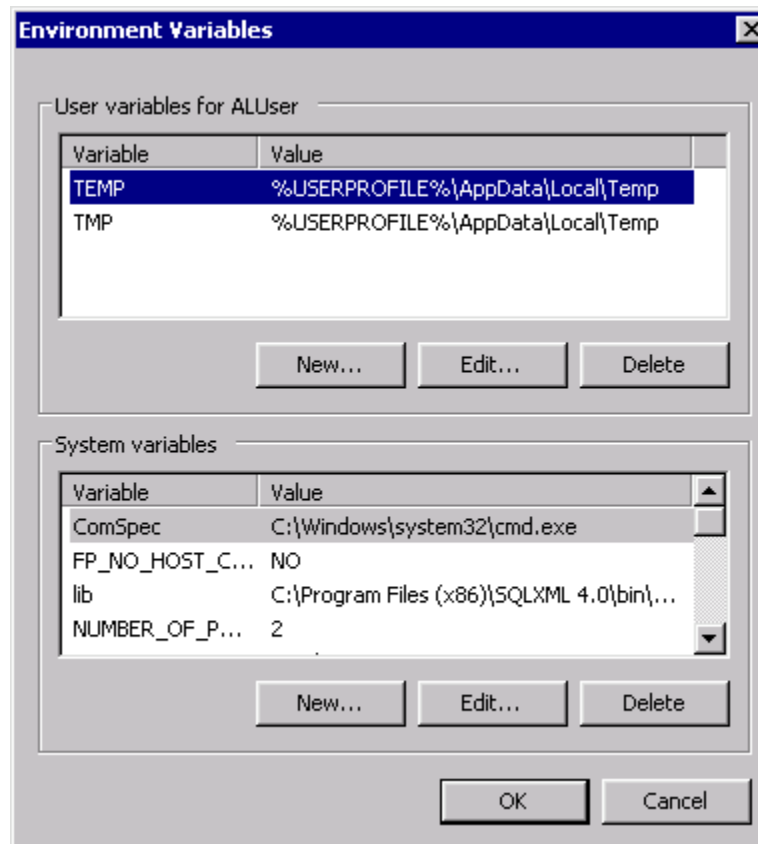 Environment Variables
User variables for ALUser
Variable Value
TEMP %USERPROFILE%\AppData\Local\Temp
TMP %USERPROFILE%\AppData\Local\Temp
New... Edit... Delete
System variables
Variable Value
ComSpec C:\Windows\system32\cmd.exe
FP_NO_HOST_C... NO
lib C:\Program Files (x86)\SQLXML 4.0\bin\...
NUMBER_OF_P... 2
New... Edit... Delete
OK Cancel